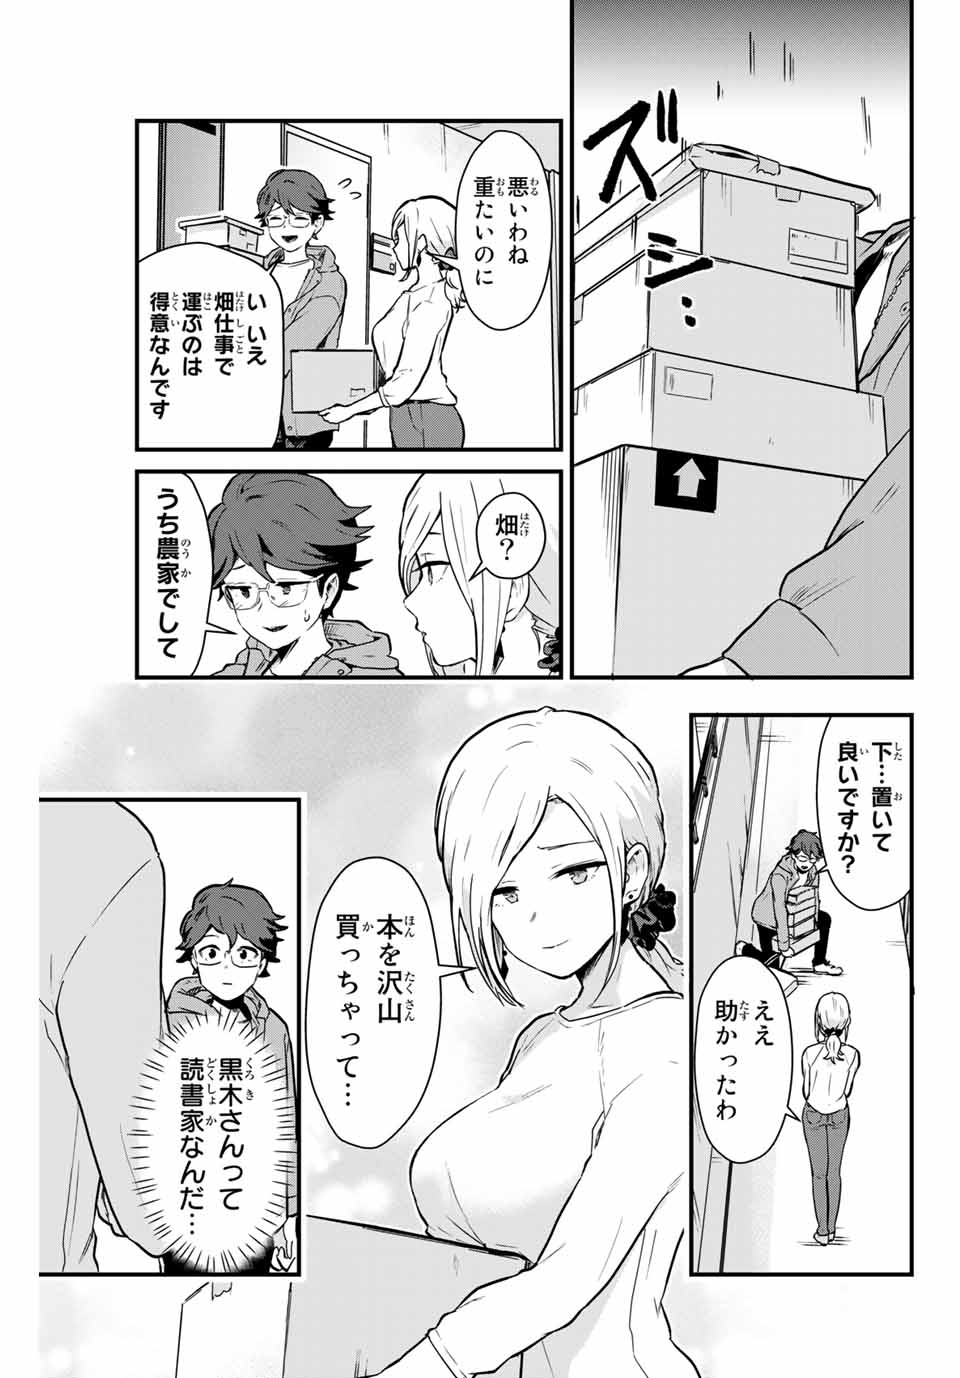 ズ
シ…
悪いわね
重たいのに
い いえ
畑仕事で
運ぶのは
得意なんです
畑？
うち農家でして
下…置いて
良いですか？
ええ
助かったわ
本を沢山
買っちゃって…
黒木さんって
読書家なんだ…